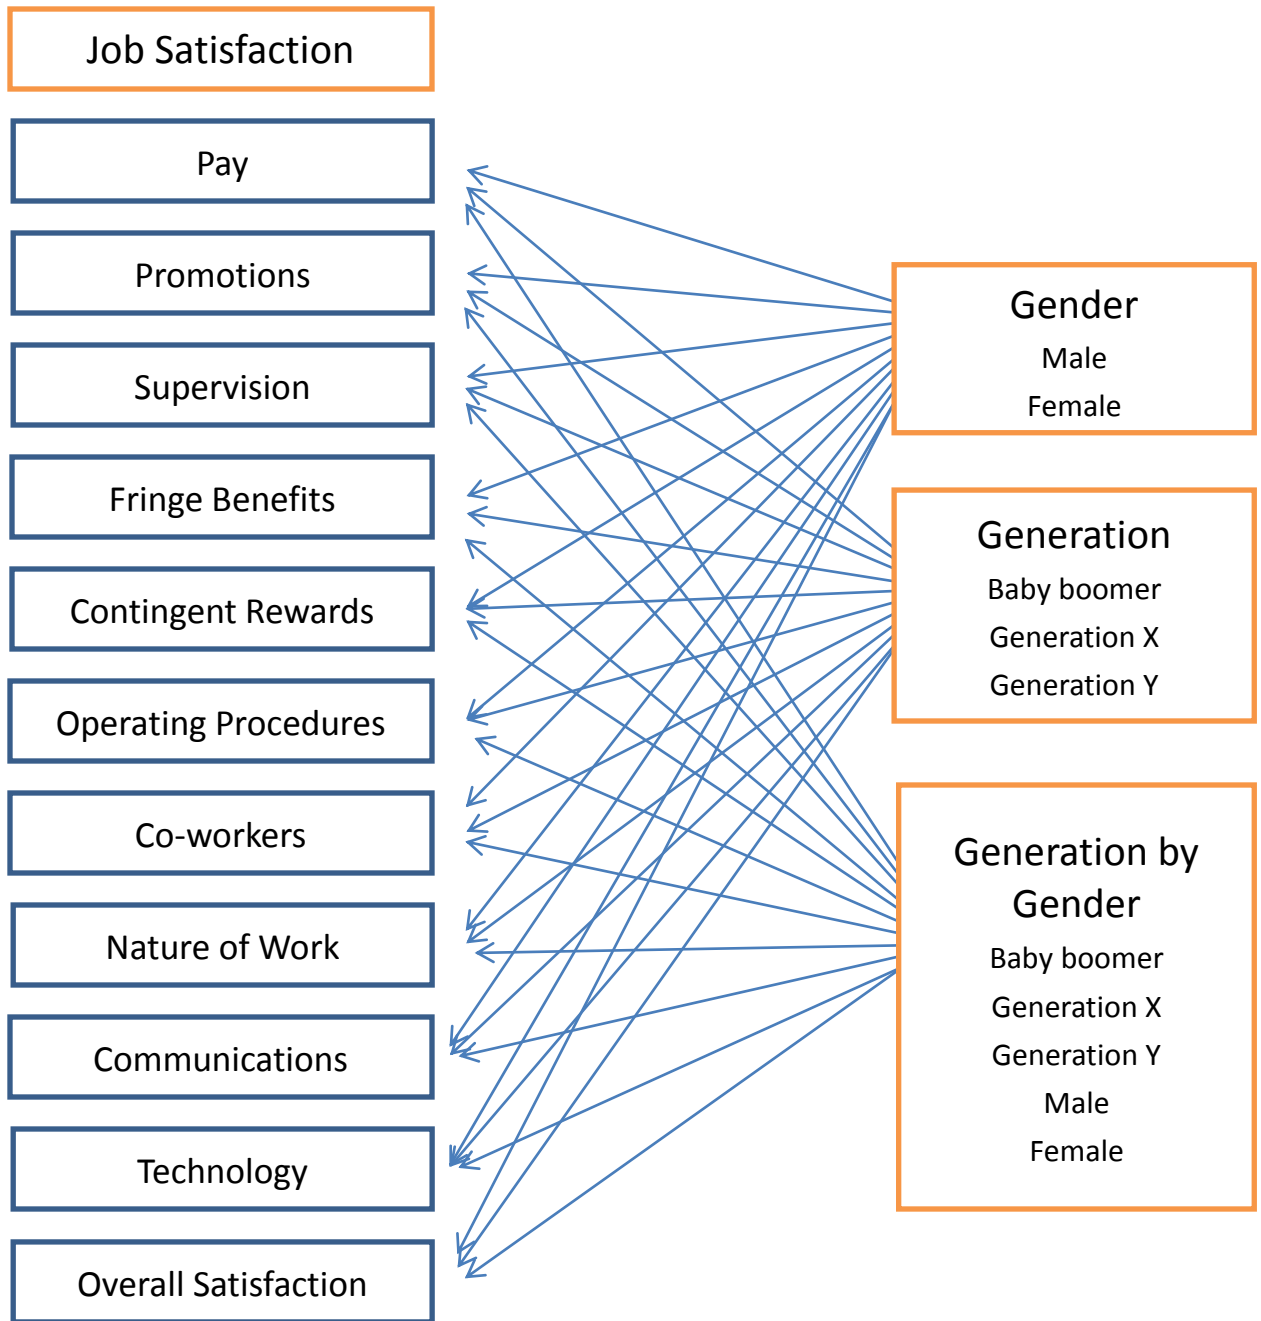 Job Satisfaction
Pay
Promotions
Supervision
Fringe Benefits
Contingent Rewards
Operating Procedures
Co-workers
Nature of Work
Communications
Technology
Overall Satisfaction
Gender
Male
Female
Generation
Baby boomer
Generation X
Generation Y
Generation by
Gender
Baby boomer
Generation X
Generation Y
Male
Female